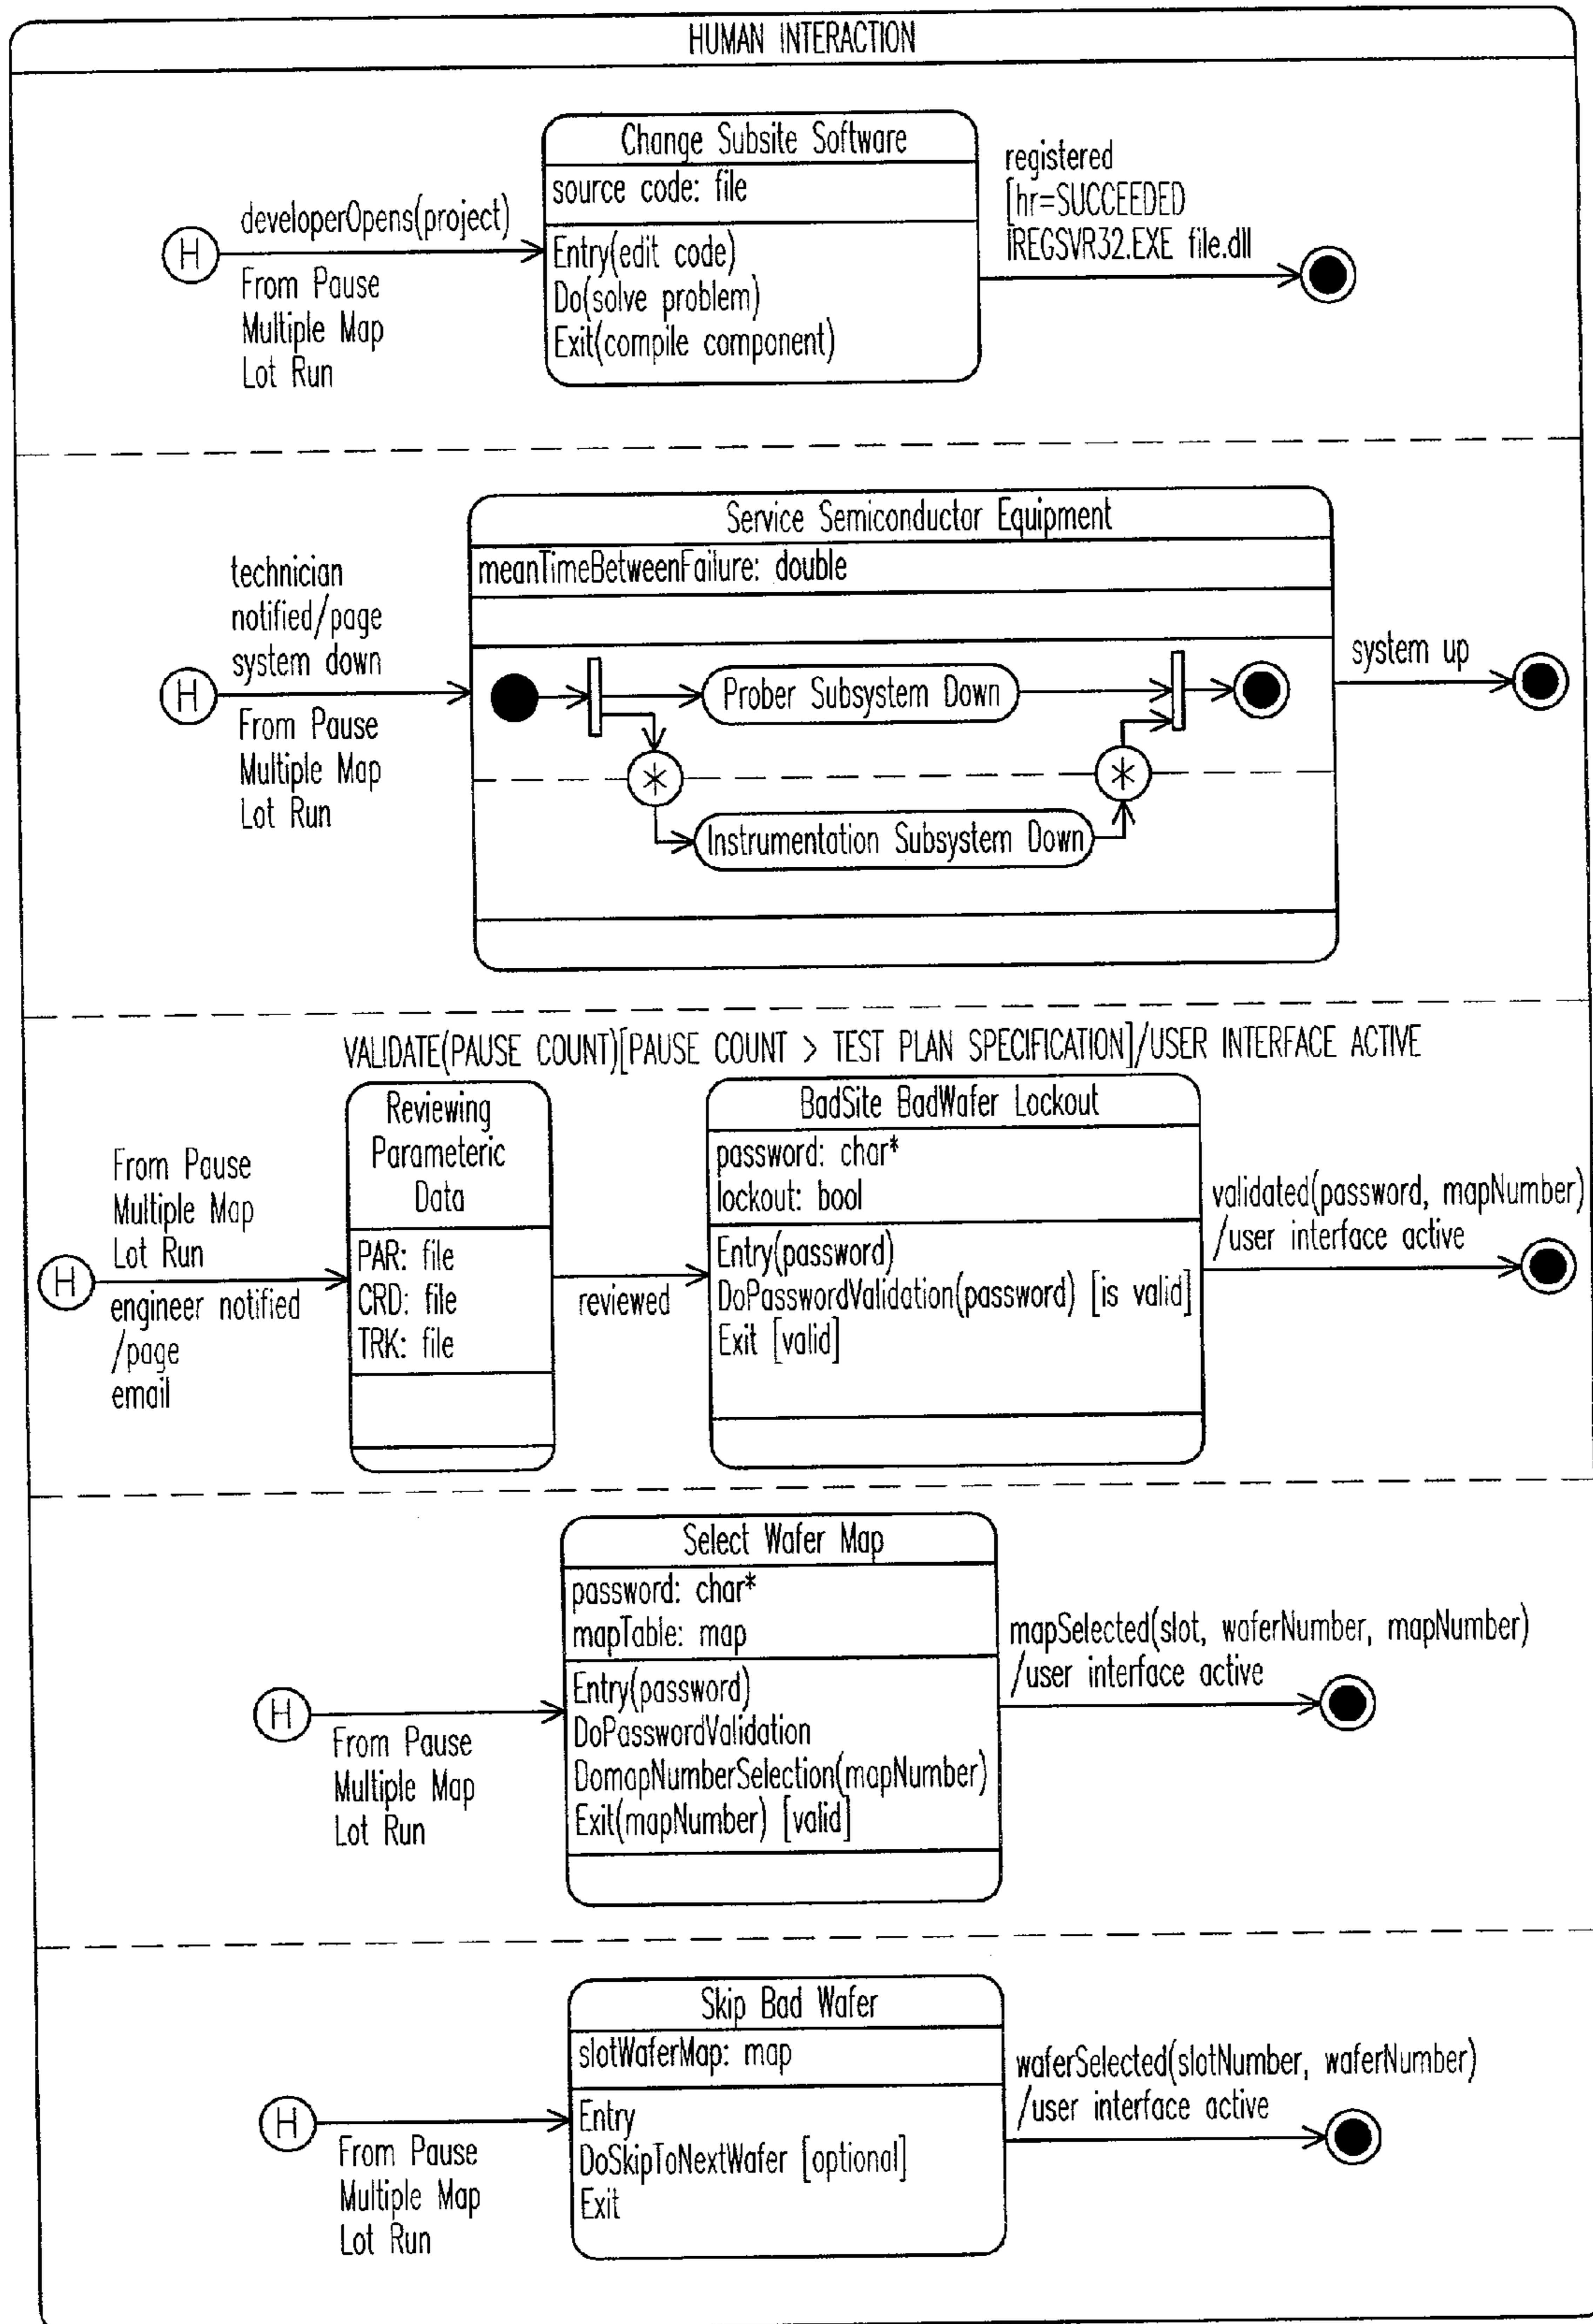 HUMAN INTERACTION
Change Subsite Software
source code: file
Entry(edit code)
Do(solve problem)
Exit(compile component)
H
developerOpens(project)
From Pause
Multiple Map
Lot Run
registered
[hr=SUCCEEDED
IREGSVR32.EXE file.dll
Service Semiconductor Equipment
meanTimeBetweenFailure: double
technician
notified/page
system down
H
From Pause
Multiple Map
Lot Run
Prober Subsystem Down
*
*
Instrumentation Subsystem Down
system up
VALIDATE(PAUSE COUNT)[PAUSE COUNT > TEST PLAN SPECIFICATION]/USER INTERFACE ACTIVE
From Pause
Multiple Map
Lot Run
H
engineer notified
/page
email
Reviewing
Parameteric
Data
PAR: file
CRD: file
TRK: file
reviewed
BadSite BadWafer Lockout
password: char*
lockout: bool
Entry(password)
DoPasswordValidation(password) [is valid]
Exit [valid]
validated(password, mapNumber)
/user interface active
Select Wafer Map
password: char*
mapTable: map
Entry(password)
DoPasswordValidation
DomapNumberSelection(mapNumber)
Exit(mapNumber) [valid]
H
From Pause
Multiple Map
Lot Run
mapSelected(slot, waferNumber, mapNumber)
/user interface active
Skip Bad Wafer
slotWaferMap: map
Entry
DoSkipToNextWafer [optional]
Exit
H
From Pause
Multiple Map
Lot Run
waferSelected(slotNumber, waferNumber)
/user interface active